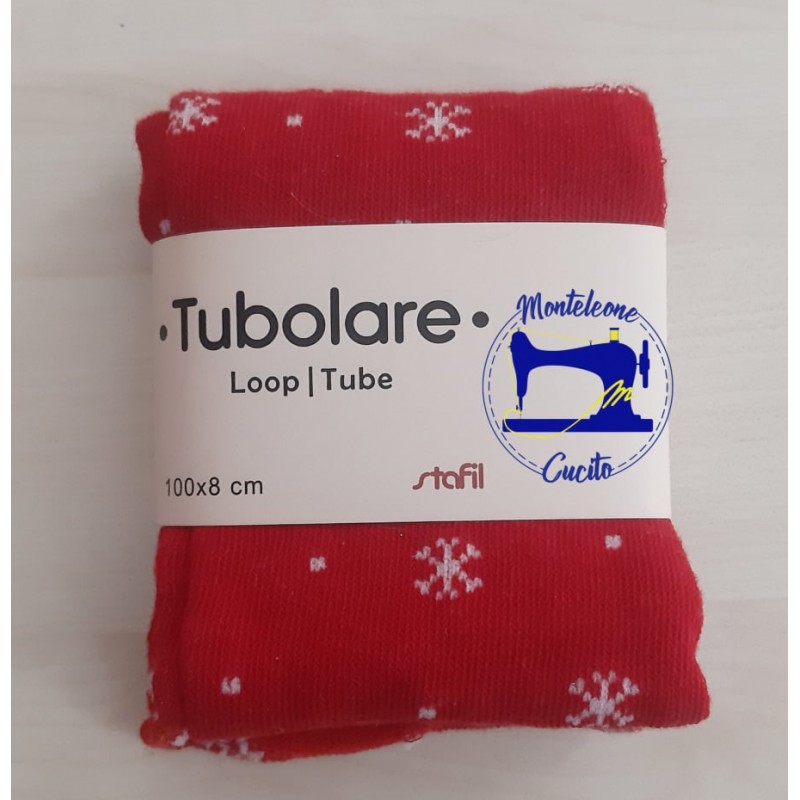 • Tubolare •
Loop | Tube
100x8 cm
stafil
Monteleone
Cucito